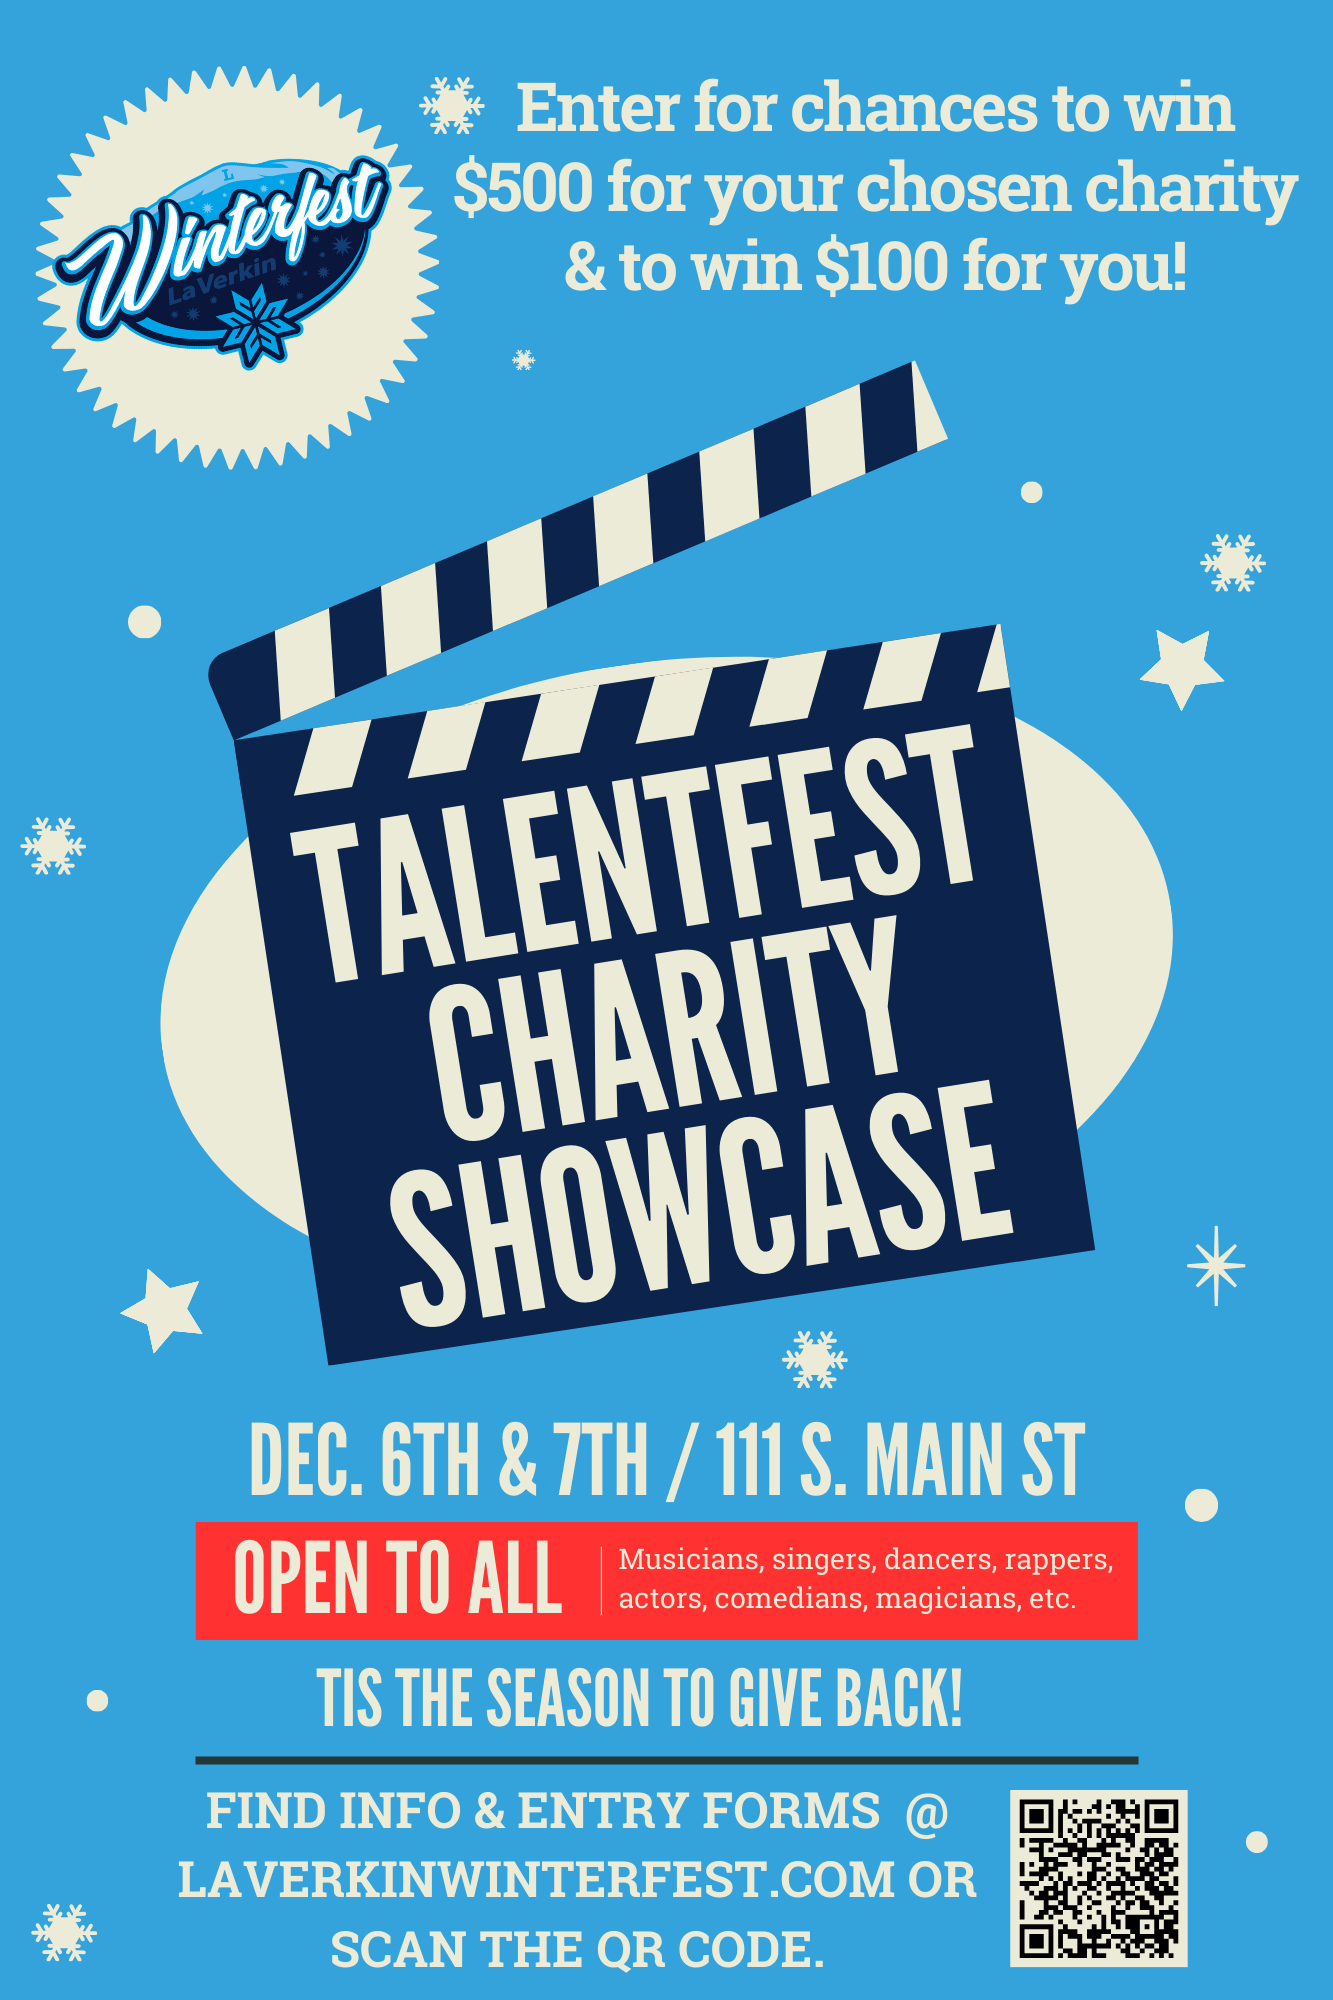 L
Winterfest
LaVerkin
Enter for chances to win
$500 for your chosen charity
& to win $100 for you!
TALENTFEST
CHARITY
SHOWCASE
DEC. 6TH & 7TH / 111 S. MAIN ST
OPEN TO ALL
Musicians, singers, dancers, rappers,
actors, comedians, magicians, etc.
TIS THE SEASON TO GIVE BACK!
FIND INFO & ENTRY FORMS @
LAVERKINWINTERFEST.COM OR
SCAN THE QR CODE.